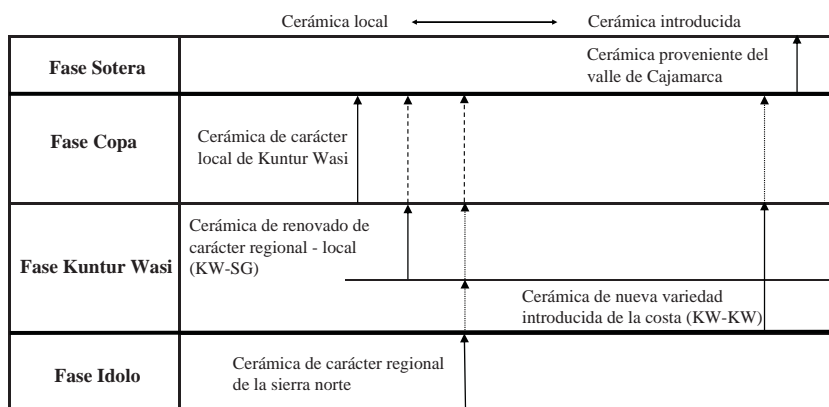 Cerámica local
Cerámica introducida
Fase Sotera
Cerámica proveniente del
valle de Cajamarca
Fase Copa
Cerámica de carácter
local de Kuntur Wasi
Fase Kuntur Wasi
Cerámica de renovado de
carácter regional - local
(KW-SG)
Cerámica de nueva variedad
introducida de la costa (KW-KW)
Fase Idolo
Cerámica de carácter regional
de la sierra norte